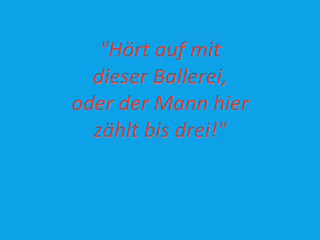 "Hört auf mit
dieser Ballerei,
oder der Mann hier
zählt bis drei!"